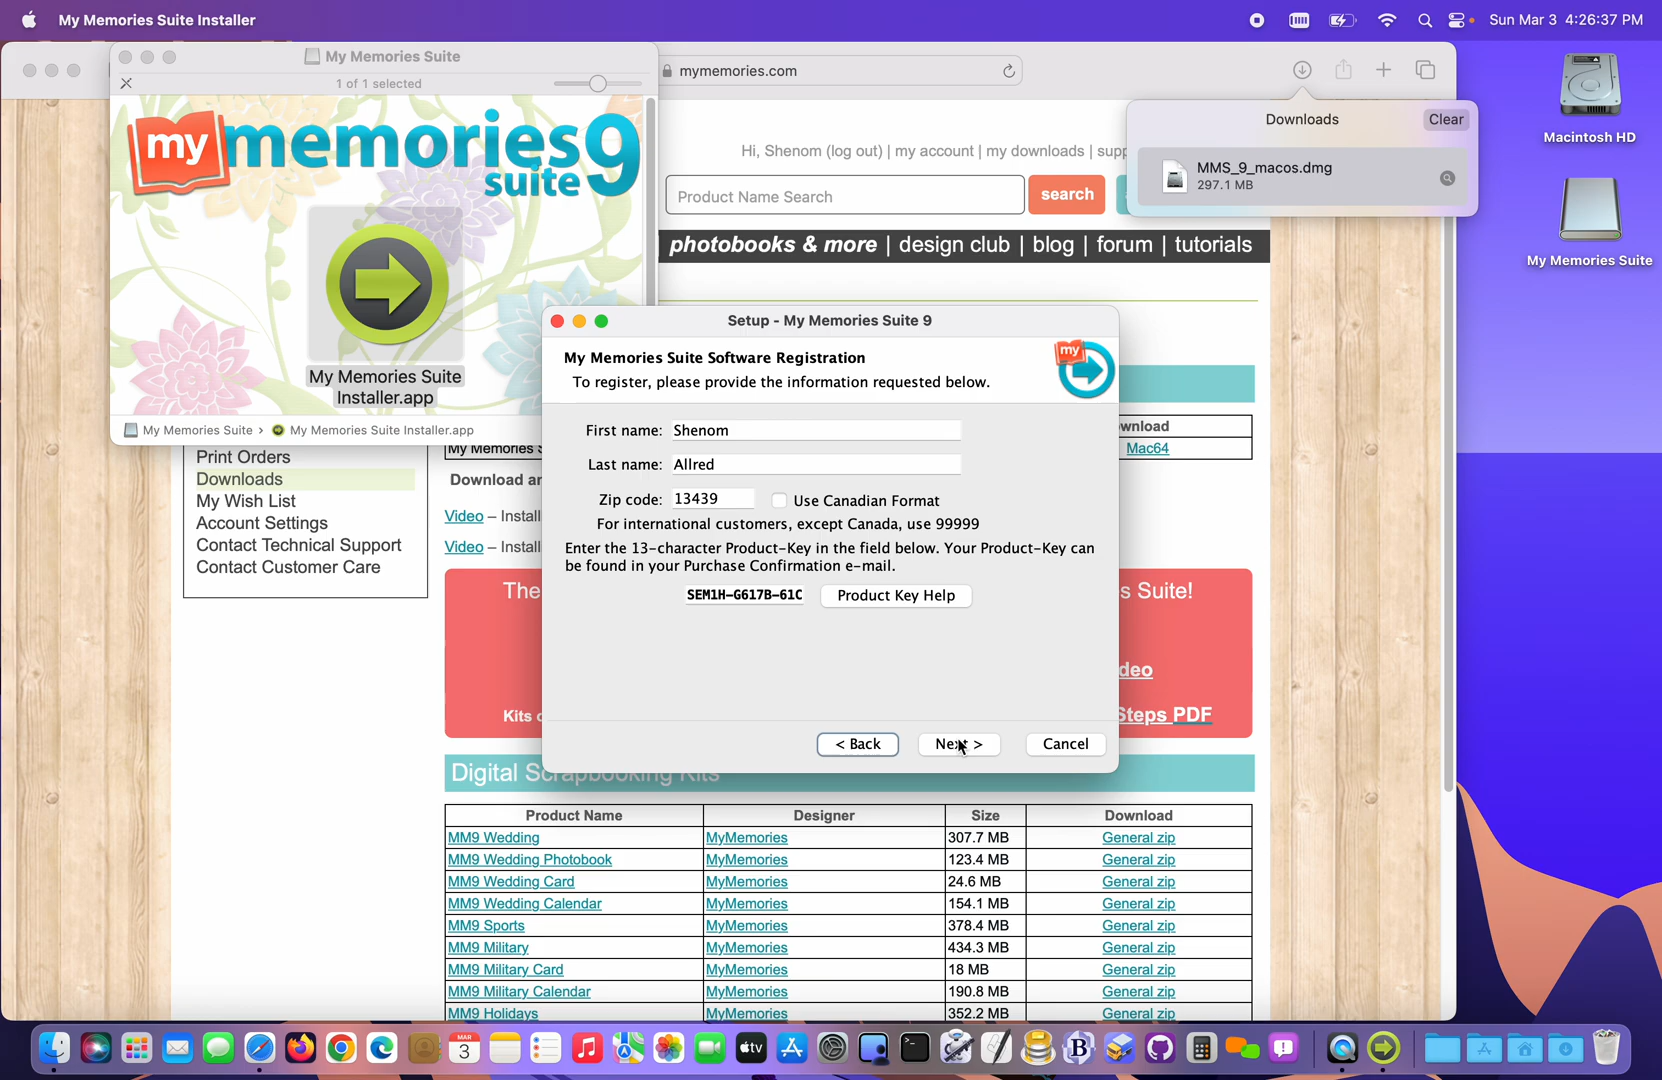 My Memories Suite Installer
Sun Mar 3 4:26:37 PM
My Memories Suite
1 of 1 selected
my memories suite 9
My Memories Suite
Installer.app
My Memories Suite › My Memories Suite Installer.app
mymemories.com
Downloads
Clear
MMS_9_macos.dmg
297.1 MB
Macintosh HD
My Memories Suite
Hi, Shenom (log out) | my account | my downloads |
Product Name Search
search
photobooks & more | design club | blog | forum | tutorials
Print Orders
Downloads
My Wish List
Account Settings
Contact Technical Support
Contact Customer Care
My Memories
Mac64
Download
Video – Install
Video – Install
The
s Suite!
Kits
Steps PDF
Setup - My Memories Suite 9
My Memories Suite Software Registration
To register, please provide the information requested below.
my
First name: Shenom
Last name: Allred
Zip code: 13439
Use Canadian Format
For international customers, except Canada, use 99999
Enter the 13-character Product-Key in the field below. Your Product-Key can
be found in your Purchase Confirmation e-mail.
SEM1H-G617B-61C
Product Key Help
< Back
Next >
Cancel
Digital Scrapbooking Kits
Product Name Designer Size Download
MM9 Wedding MyMemories 307.7 MB General zip
MM9 Wedding Photobook MyMemories 123.4 MB General zip
MM9 Wedding Card MyMemories 24.6 MB General zip
MM9 Wedding Calendar MyMemories 154.1 MB General zip
MM9 Sports MyMemories 378.4 MB General zip
MM9 Military MyMemories 434.3 MB General zip
MM9 Military Card MyMemories 18 MB General zip
MM9 Military Calendar MyMemories 190.8 MB General zip
MM9 Holidays MyMemories 352.2 MB General zip
MAR
3
tv